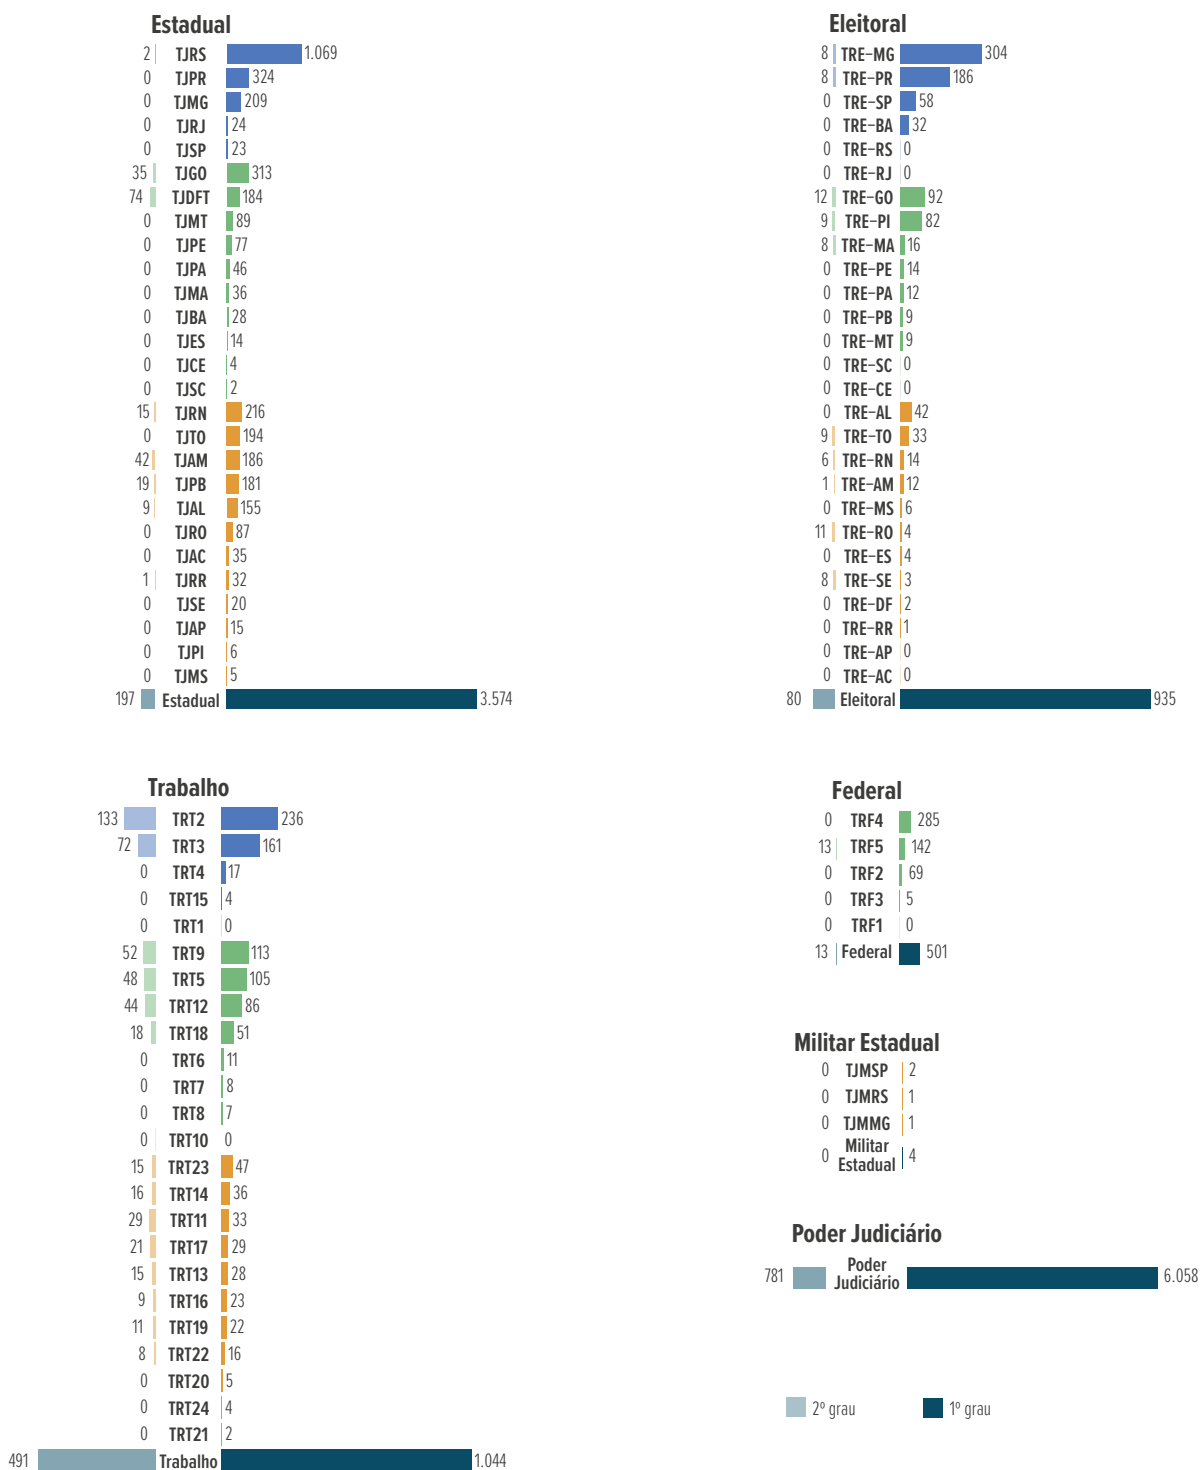 Estadual
2 TJRS 1.069
0 TJPR 324
0 TJMG 209
0 TJRJ 24
0 TJSP 23
35 TJGO 313
74 TJDFT 184
0 TJMT 89
0 TJPE 77
0 TJPA 46
0 TJMA 36
0 TJBA 28
0 TJES 14
0 TJCE 4
0 TJSC 2
15 TJRN 216
0 TJTO 194
42 TJAM 186
19 TJPB 181
9 TJAL 155
0 TJRO 87
0 TJAC 35
1 TJRR 32
0 TJSE 20
0 TJAP 15
0 TJPI 6
0 TJMS 5
197 Estadual 3.574
Eleitoral
8 TRE-MG 304
8 TRE-PR 186
0 TRE-SP 58
0 TRE-BA 32
0 TRE-RS 0
0 TRE-RJ 0
12 TRE-GO 92
9 TRE-PI 82
8 TRE-MA 16
0 TRE-PE 14
0 TRE-PA 12
0 TRE-PB 9
0 TRE-MT 9
0 TRE-SC 0
0 TRE-CE 0
0 TRE-AL 42
9 TRE-TO 33
6 TRE-RN 14
1 TRE-AM 12
0 TRE-MS 6
11 TRE-RO 4
0 TRE-ES 4
8 TRE-SE 3
0 TRE-DF 2
0 TRE-RR 1
0 TRE-AP 0
0 TRE-AC 0
80 Eleitoral 935
Trabalho
133 TRT2 236
72 TRT3 161
0 TRT4 17
0 TRT15 4
0 TRT1 0
52 TRT9 113
48 TRT5 105
44 TRT12 86
18 TRT18 51
0 TRT6 11
0 TRT7 8
0 TRT8 7
0 TRT10 0
15 TRT23 47
16 TRT14 36
29 TRT11 33
21 TRT17 29
15 TRT13 28
9 TRT16 23
11 TRT19 22
8 TRT22 16
0 TRT20 5
0 TRT24 4
0 TRT21 2
491 Trabalho 1.044
Federal
0 TRF4 285
13 TRF5 142
0 TRF2 69
0 TRF3 5
0 TRF1 0
13 Federal 501
Militar Estadual
0 TJMSP 2
0 TJMRS 1
0 TJMMG 1
Militar
0 Estadual 4
Poder Judiciário
Poder
781 Judiciário 6.058
2º grau 1º grau